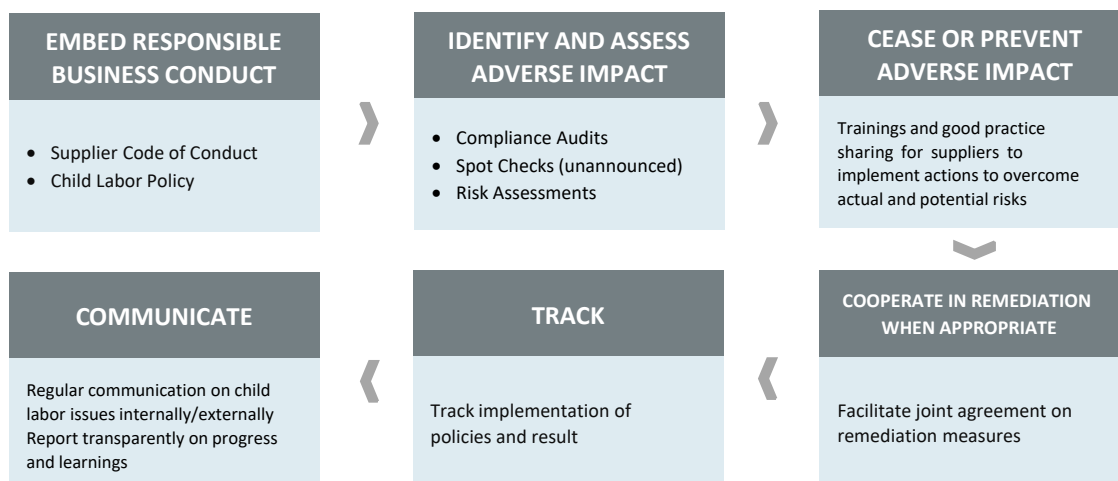 EMBED RESPONSIBLE
BUSINESS CONDUCT
• Supplier Code of Conduct
• Child Labor Policy
IDENTIFY AND ASSESS
ADVERSE IMPACT
• Compliance Audits
• Spot Checks (unannounced)
• Risk Assessments
CEASE OR PREVENT
ADVERSE IMPACT
Trainings and good practice
sharing for suppliers to
implement actions to overcome
actual and potential risks
COOPERATE IN REMEDIATION
WHEN APPROPRIATE
Facilitate joint agreement on
remediation measures
TRACK
Track implementation of
policies and result
COMMUNICATE
Regular communication on child
labor issues internally/externally
Report transparently on progress
and learnings